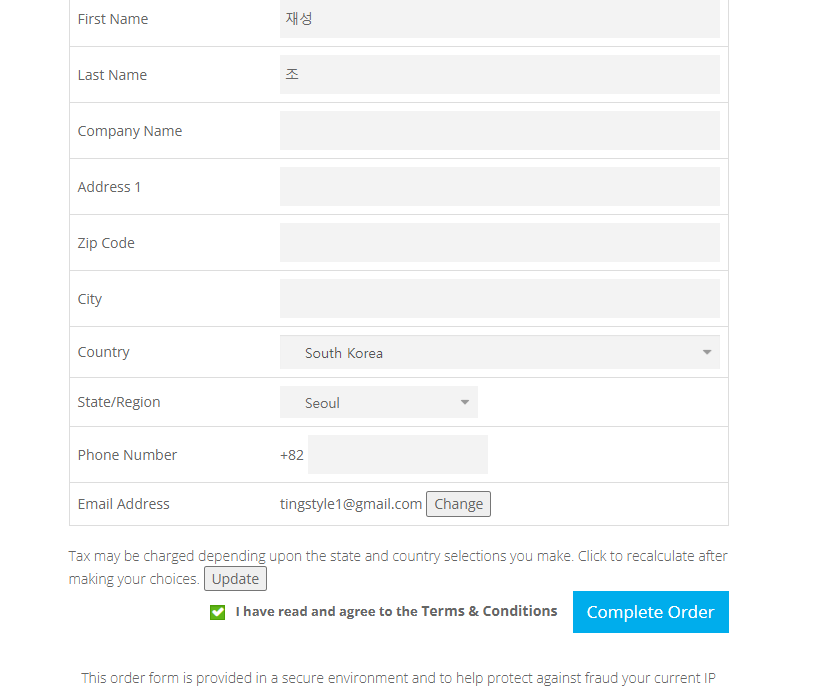 First Name 재성
Last Name 조
Company Name
Address 1
Zip Code
City
Country South Korea
State/Region Seoul
Phone Number +82
Email Address tingstyle1@gmail.com Change
Tax may be charged depending upon the state and country selections you make. Click to recalculate after
making your choices. Update
I have read and agree to the Terms & Conditions Complete Order
This order form is provided in a secure environment and to help protect against fraud your current IP